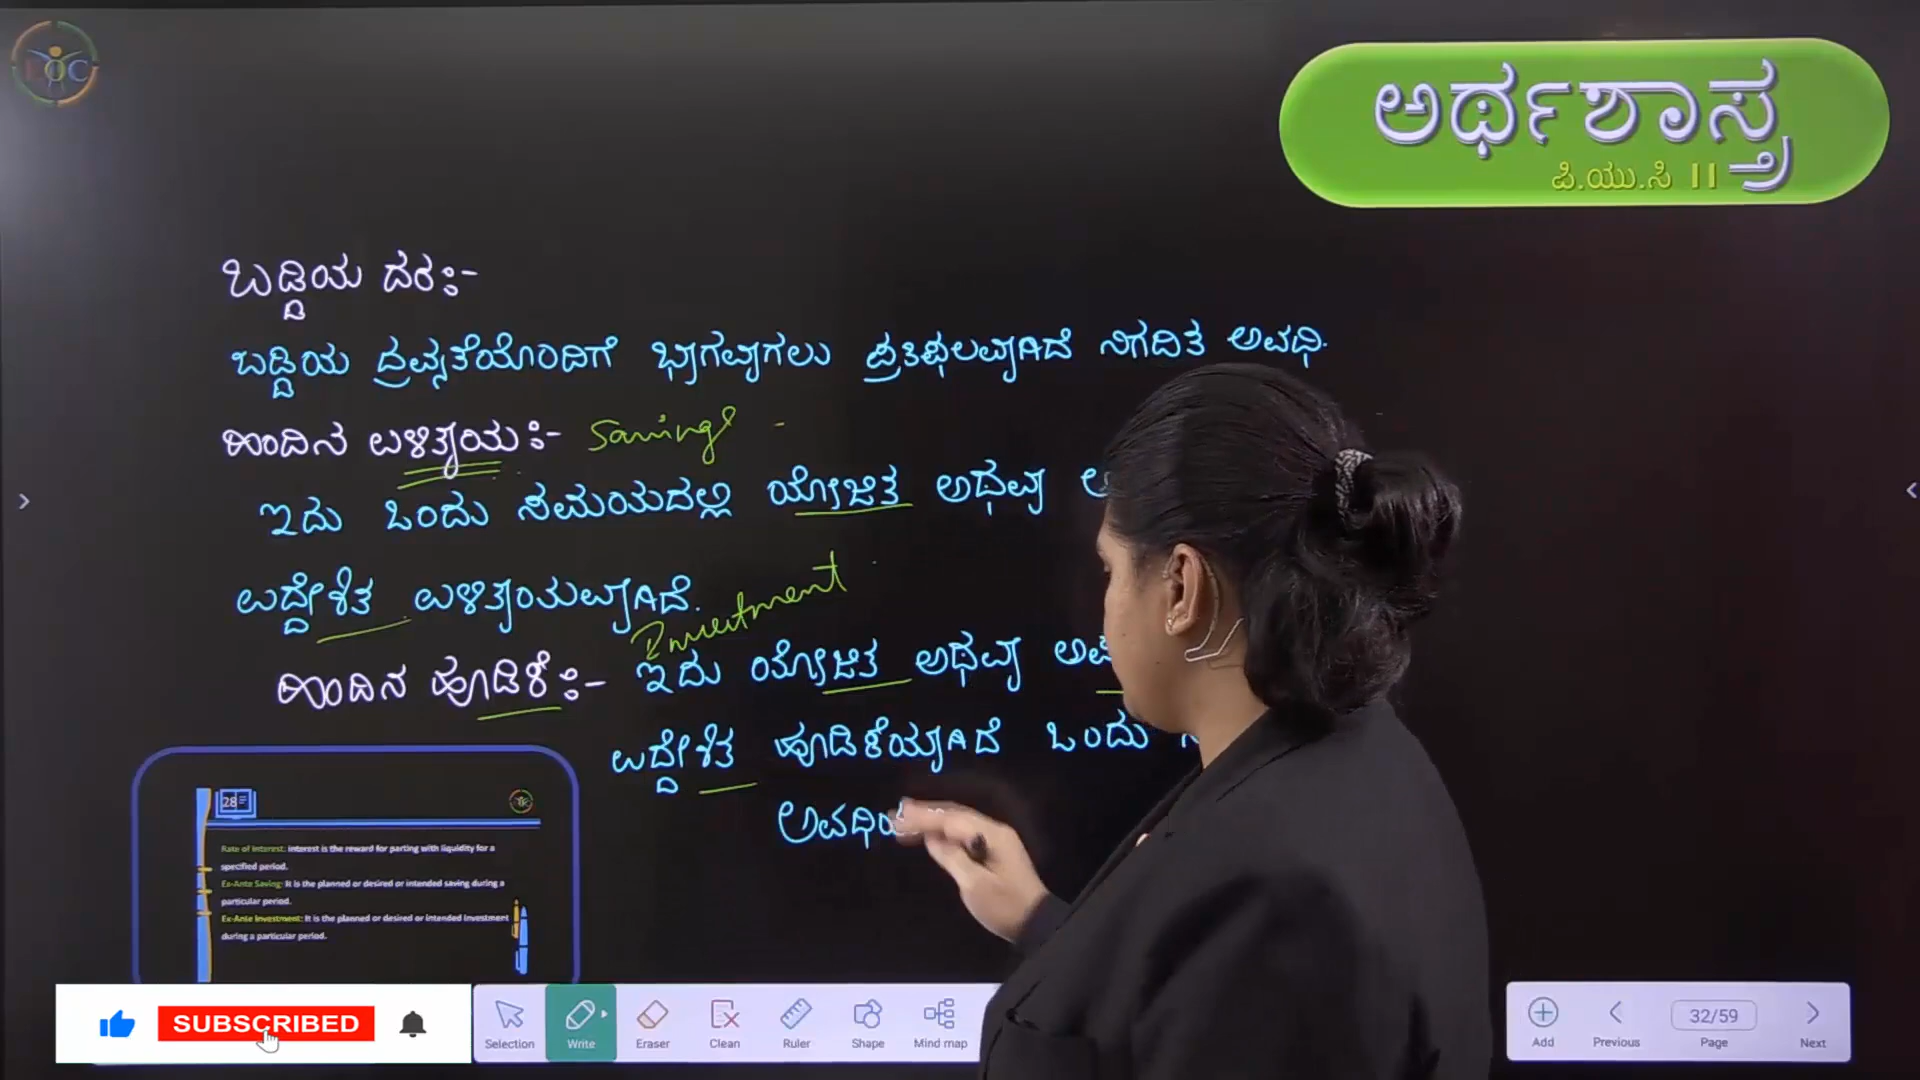 ಅರ್ಥಶಾಸ್ತ್ರ
ಪಿ.ಯು.ಸಿ II
ಬಡ್ಡಿಯ ದರ:-
ಬಡ್ಡಿಯ ದ್ರವ್ಯತೆಯೊಂದಿಗೆ ಭಾಗವಾಗಲು ಪ್ರತಿಫಲವಾಗಿದೆ ನಿಗದಿತ ಅವಧಿ.
ಹಿಂದಿನ ಉಳಿತಾಯ:- Savings -
ಇದು ಒಂದು ಸಮಯದಲ್ಲಿ ಯೋಜಿತ ಅಥವಾ
ಉದ್ದೇಶಿತ ಉಳಿತಾಯವಾಗಿದೆ.
Investment
ಹಿಂದಿನ ಹೂಡಿಕೆ:- ಇದು ಯೋಜಿತ ಅಥವಾ
ಉದ್ದೇಶಿತ ಹೂಡಿಕೆಯಾಗಿದೆ ಒಂದು
28
Rate of Interest: Interest is the reward for parting with liquidity for a
specified period.
Ex-Ante Saving: It is the planned or desired or intended saving during a
particular period.
Ex-Ante Investment: It is the planned or desired or intended investment
during a particular period.
SUBSCRIBED
Selection Write Eraser Clean Ruler Shape Mind map
Add Previous 32/59 Page Next